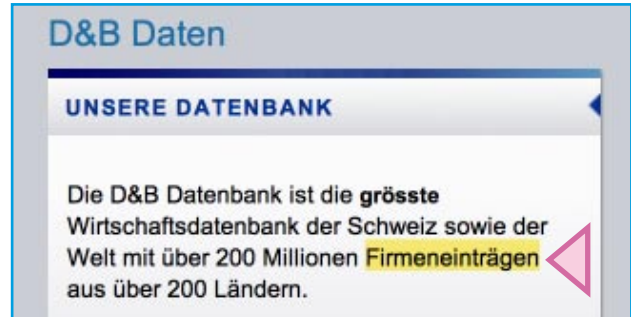 D&B Daten
UNSERE DATENBANK
Die D&B Datenbank ist die grösste
Wirtschaftsdatenbank der Schweiz sowie der
Welt mit über 200 Millionen Firmeneinträgen
aus über 200 Ländern.